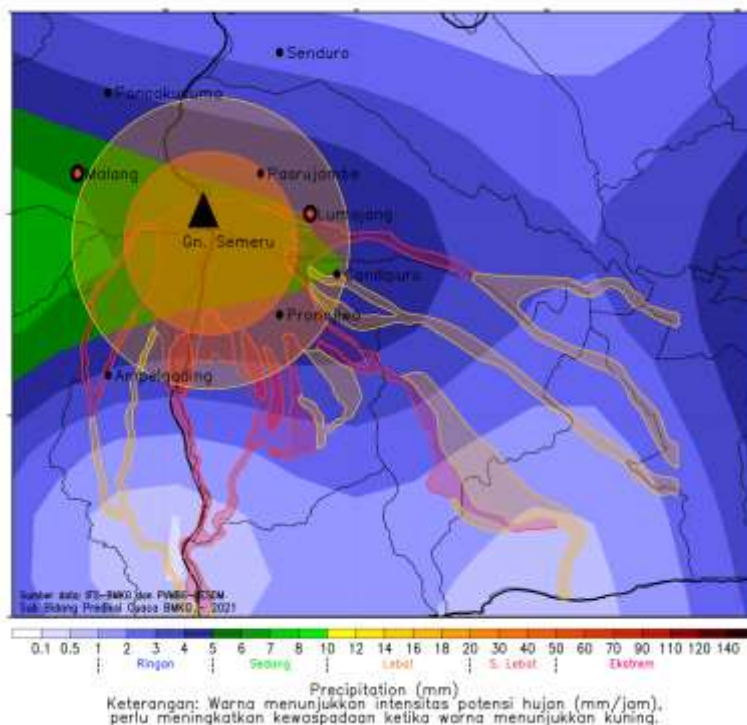 Senduro
Poncokusumo
Malang
Pasrujambe
Lumajang
Gn. Semeru
Candipuro
Pronojiwo
Ampelgading
Sumber data: IFS-BMKG dan PVMBG-ESDM
Sub Bidang Prediksi Cuaca BMKG - 2021
0.1 0.5 1 2 3 4 5 6 7 8 10 12 14 16 18 20 30 40 50 60 70 90 110 120 140
Ringan Sedang Lebat S. Lebat Ekstrem
Precipitation (mm)
Keterangan: Warna menunjukkan intensitas potensi hujan (mm/jam),
perlu meningkatkan kewaspadaan ketika warna menunjukkan kuning.